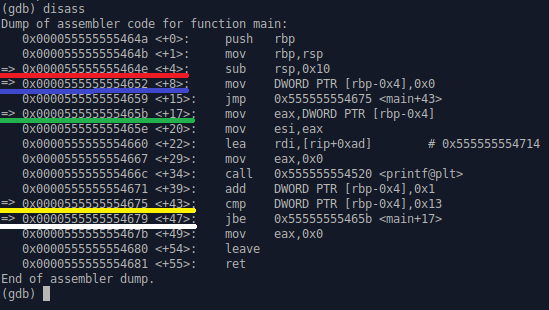 (gdb) disass
Dump of assembler code for function main:
   0x000055555555464a <+0>:     push   rbp
   0x000055555555464b <+1>:     mov    rbp,rsp
=> 0x000055555555464e <+4>:     sub    rsp,0x10
=> 0x0000555555554652 <+8>:     mov    DWORD PTR [rbp-0x4],0x0
   0x0000555555554659 <+15>:    jmp    0x555555554675 <main+43>
=> 0x000055555555465b <+17>:    mov    eax,DWORD PTR [rbp-0x4]
   0x000055555555465e <+20>:    mov    esi,eax
   0x0000555555554660 <+22>:    lea    rdi,[rip+0xad]        # 0x555555554714
   0x0000555555554667 <+29>:    mov    eax,0x0
   0x000055555555466c <+34>:    call   0x555555554520 <printf@plt>
   0x0000555555554671 <+39>:    add    DWORD PTR [rbp-0x4],0x1
=> 0x0000555555554675 <+43>:    cmp    DWORD PTR [rbp-0x4],0x13
=> 0x0000555555554679 <+47>:    jbe    0x55555555465b <main+17>
   0x000055555555467b <+49>:    mov    eax,0x0
   0x0000555555554680 <+54>:    leave
   0x0000555555554681 <+55>:    ret
End of assembler dump.
(gdb)